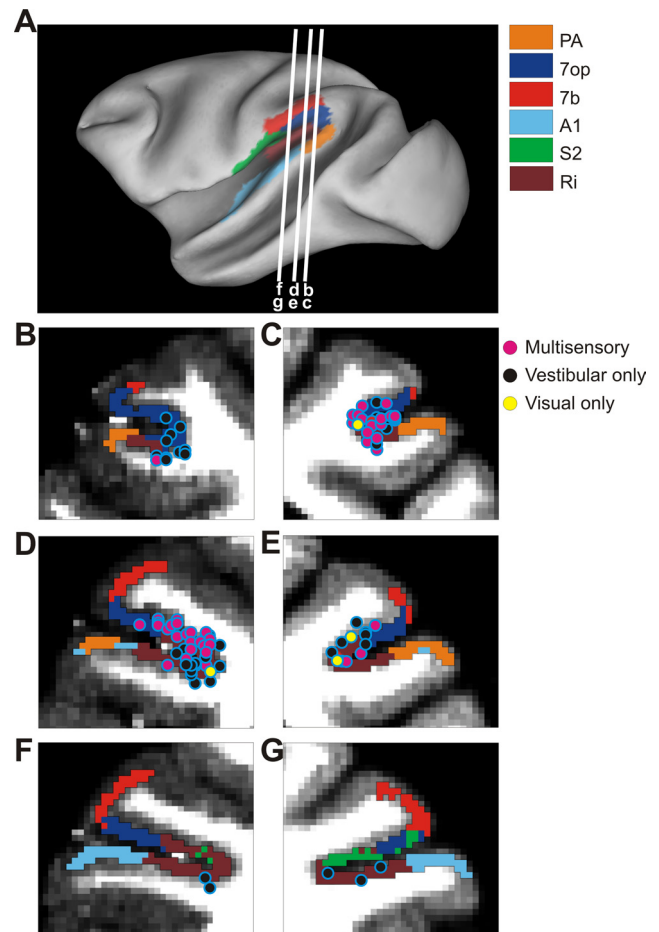 A
PA
7op
7b
A1
S2
Ri
f d b
g e c
B
C
Multisensory
Vestibular only
Visual only
D
E
F
G